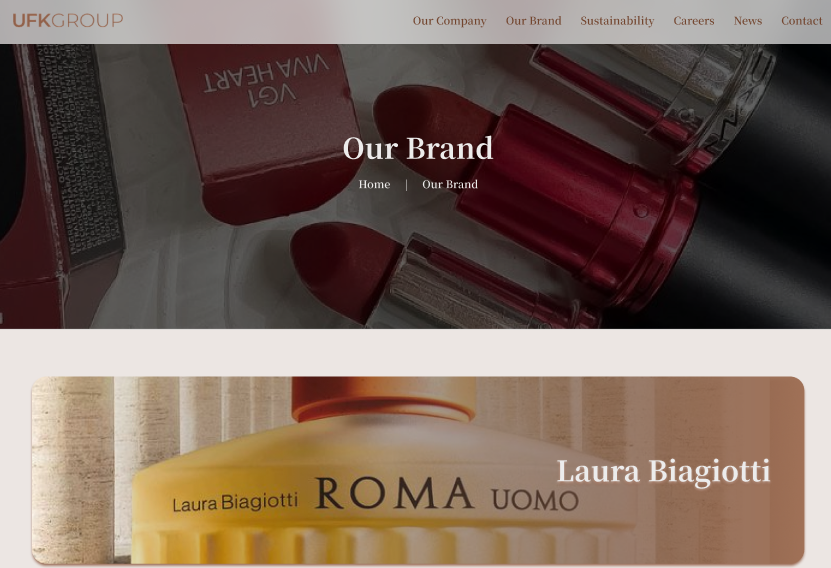 UFKGROUP
Our Company Our Brand Sustainability Careers News Contact
VIVA HEART
VG1
Our Brand
Home | Our Brand
Laura Biagiotti ROMA UOMO
Laura Biagiotti